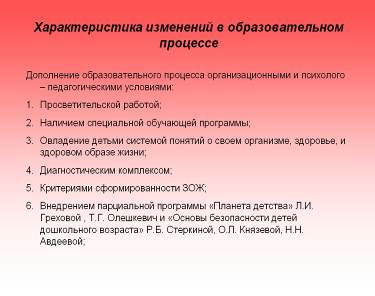 Характеристика изменений в образовательном
процессе
Дополнение образовательного процесса организационными и психолого
– педагогическими условиями:
1. Просветительской работой;
2. Наличием специальной обучающей программы;
3. Овладение детьми системой понятий о своем организме, здоровье, и
здоровом образе жизни;
4. Диагностическим комплексом;
5. Критериями сформированности ЗОЖ;
6. Внедрением парциальной программы «Планета детства» Л.И.
Греховой , Т.Г. Олешкевич и «Основы безопасности детей
дошкольного возраста» Р.Б. Стеркиной, О.Л. Князевой, Н.Н.
Авдеевой;